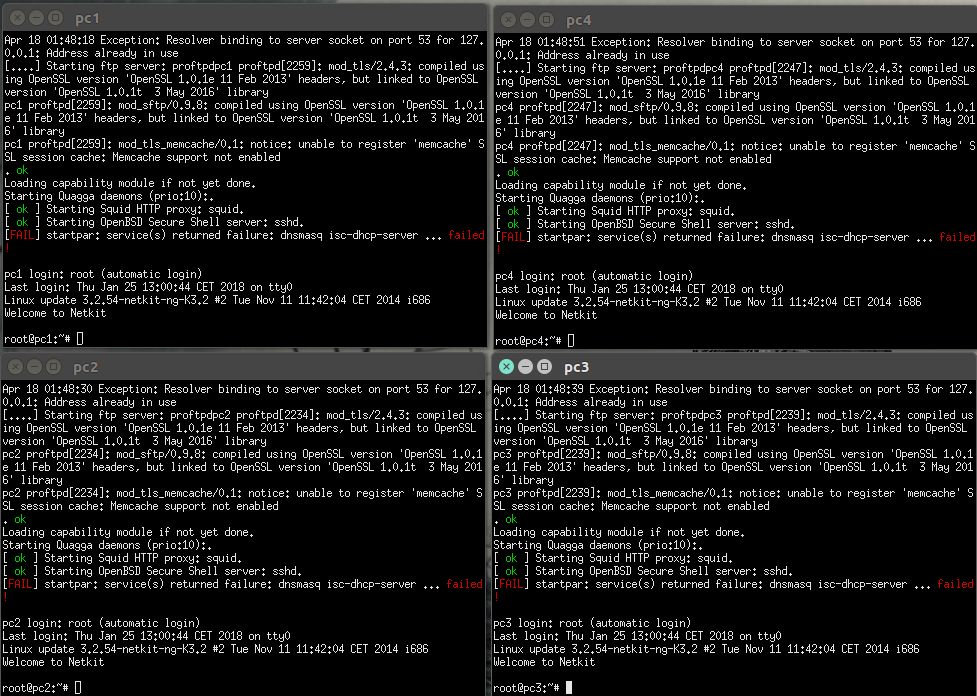 pc1
Apr 18 01:48:18 Exception: Resolver binding to server socket on port 53 for 127.
0.0.1: Address already in use
[....] Starting ftp server: proftpdpc1 proftpd[2259]: mod_tls/2.4.3: compiled us
ing OpenSSL version 'OpenSSL 1.0.1e 11 Feb 2013' headers, but linked to OpenSSL
version 'OpenSSL 1.0.1t  3 May 2016' library
pc1 proftpd[2259]: mod_sftp/0.9.8: compiled using OpenSSL version 'OpenSSL 1.0.1
e 11 Feb 2013' headers, but linked to OpenSSL version 'OpenSSL 1.0.1t  3 May 201
6' library
pc1 proftpd[2259]: mod_tls_memcache/0.1: notice: unable to register 'memcache' S
SL session cache: Memcache support not enabled
. ok
Loading capability module if not yet done.
Starting Quagga daemons (prio:10):.
[ ok ] Starting Squid HTTP proxy: squid.
[ ok ] Starting OpenBSD Secure Shell server: sshd.
[FAIL] startpar: service(s) returned failure: dnsmasq isc-dhcp-server ... failed
pc1 login: root (automatic login)
Last login: Thu Jan 25 13:00:44 CET 2018 on tty0
Linux update 3.2.54-netkit-ng-K3.2 #2 Tue Nov 11 11:42:04 CET 2014 i686
Welcome to Netkit
root@pc1:~#
pc4
Apr 18 01:48:51 Exception: Resolver binding to server socket on port 53 for 127.
0.0.1: Address already in use
[....] Starting ftp server: proftpdpc4 proftpd[2247]: mod_tls/2.4.3: compiled us
ing OpenSSL version 'OpenSSL 1.0.1e 11 Feb 2013' headers, but linked to OpenSSL
version 'OpenSSL 1.0.1t  3 May 2016' library
pc4 proftpd[2247]: mod_sftp/0.9.8: compiled using OpenSSL version 'OpenSSL 1.0.1
e 11 Feb 2013' headers, but linked to OpenSSL version 'OpenSSL 1.0.1t  3 May 201
6' library
pc4 proftpd[2247]: mod_tls_memcache/0.1: notice: unable to register 'memcache' S
SL session cache: Memcache support not enabled
. ok
Loading capability module if not yet done.
Starting Quagga daemons (prio:10):.
[ ok ] Starting Squid HTTP proxy: squid.
[ ok ] Starting OpenBSD Secure Shell server: sshd.
[FAIL] startpar: service(s) returned failure: dnsmasq isc-dhcp-server ... failed
!
pc4 login: root (automatic login)
Last login: Thu Jan 25 13:00:44 CET 2018 on tty0
Linux update 3.2.54-netkit-ng-K3.2 #2 Tue Nov 11 11:42:04 CET 2014 i686
Welcome to Netkit
root@pc4:~#
pc2
Apr 18 01:48:30 Exception: Resolver binding to server socket on port 53 for 127.
0.0.1: Address already in use
[....] Starting ftp server: proftpdpc2 proftpd[2234]: mod_tls/2.4.3: compiled us
ing OpenSSL version 'OpenSSL 1.0.1e 11 Feb 2013' headers, but linked to OpenSSL
version 'OpenSSL 1.0.1t  3 May 2016' library
pc2 proftpd[2234]: mod_sftp/0.9.8: compiled using OpenSSL version 'OpenSSL 1.0.1
e 11 Feb 2013' headers, but linked to OpenSSL version 'OpenSSL 1.0.1t  3 May 201
6' library
pc2 proftpd[2234]: mod_tls_memcache/0.1: notice: unable to register 'memcache' S
SL session cache: Memcache support not enabled
. ok
Loading capability module if not yet done.
Starting Quagga daemons (prio:10):.
[ ok ] Starting Squid HTTP proxy: squid.
[ ok ] Starting OpenBSD Secure Shell server: sshd.
[FAIL] startpar: service(s) returned failure: dnsmasq isc-dhcp-server ... failed
!
pc2 login: root (automatic login)
Last login: Thu Jan 25 13:00:44 CET 2018 on tty0
Linux update 3.2.54-netkit-ng-K3.2 #2 Tue Nov 11 11:42:04 CET 2014 i686
Welcome to Netkit
root@pc2:~#
pc3
Apr 18 01:48:39 Exception: Resolver binding to server socket on port 53 for 127.
0.0.1: Address already in use
[....] Starting ftp server: proftpdpc3 proftpd[2239]: mod_tls/2.4.3: compiled us
ing OpenSSL version 'OpenSSL 1.0.1e 11 Feb 2013' headers, but linked to OpenSSL
version 'OpenSSL 1.0.1t  3 May 2016' library
pc3 proftpd[2239]: mod_sftp/0.9.8: compiled using OpenSSL version 'OpenSSL 1.0.1
e 11 Feb 2013' headers, but linked to OpenSSL version 'OpenSSL 1.0.1t  3 May 201
6' library
pc3 proftpd[2239]: mod_tls_memcache/0.1: notice: unable to register 'memcache' S
SL session cache: Memcache support not enabled
. ok
Loading capability module if not yet done.
Starting Quagga daemons (prio:10):.
[ ok ] Starting Squid HTTP proxy: squid.
[ ok ] Starting OpenBSD Secure Shell server: sshd.
[FAIL] startpar: service(s) returned failure: dnsmasq isc-dhcp-server ... failed
!
pc3 login: root (automatic login)
Last login: Thu Jan 25 13:00:44 CET 2018 on tty0
Linux update 3.2.54-netkit-ng-K3.2 #2 Tue Nov 11 11:42:04 CET 2014 i686
Welcome to Netkit
root@pc3:~#